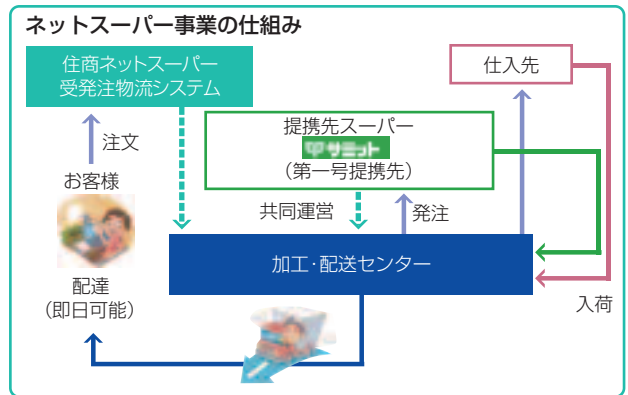 ネットスーパー事業の仕組み
住商ネットスーパー
受発注物流システム
仕入先
注文
提携先スーパー
サミット
(第一号提携先)
お客様
共同運営
発注
加工・配送センター
配達
(即日可能)
入荷